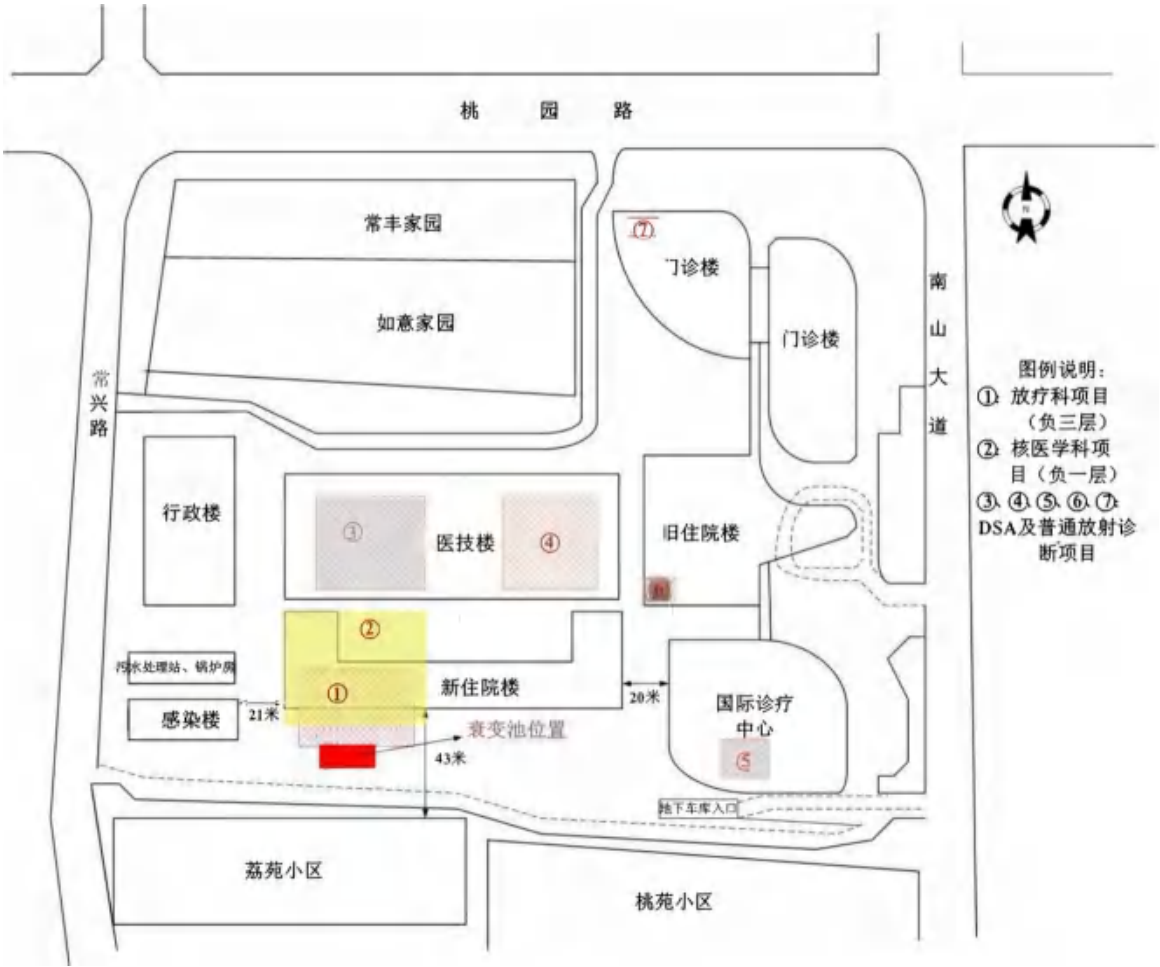 桃 园 路
N
常丰家园
⑦
门诊楼
如意家园
门诊楼
南山大道
常兴路
图例说明:
①: 放疗科项目
（负三层）
②: 核医学科项
目（负一层）
③、④、⑤、⑥、⑦:
DSA及普通放射诊
断项目
行政楼
③
医技楼
④
旧住院楼
②
污水处理站、锅炉房
①
新住院楼
20米
国际诊疗
中心
感染楼
21米
衰变池位置
43米
⑤
地下车库入口
荔苑小区
桃苑小区